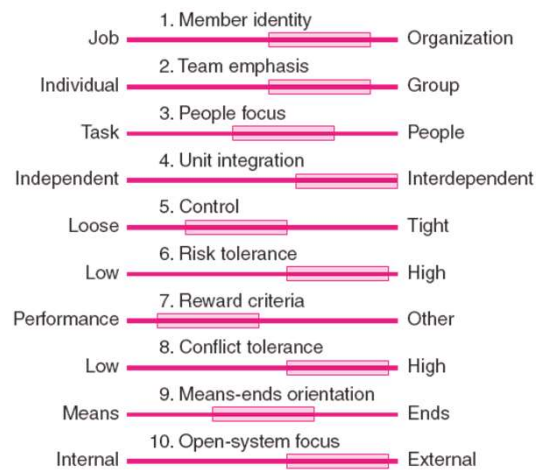 1. Member identity
Job Organization
2. Team emphasis
Individual Group
3. People focus
Task People
4. Unit integration
Independent Interdependent
5. Control
Loose Tight
6. Risk tolerance
Low High
7. Reward criteria
Performance Other
8. Conflict tolerance
Low High
9. Means-ends orientation
Means Ends
10. Open-system focus
Internal External